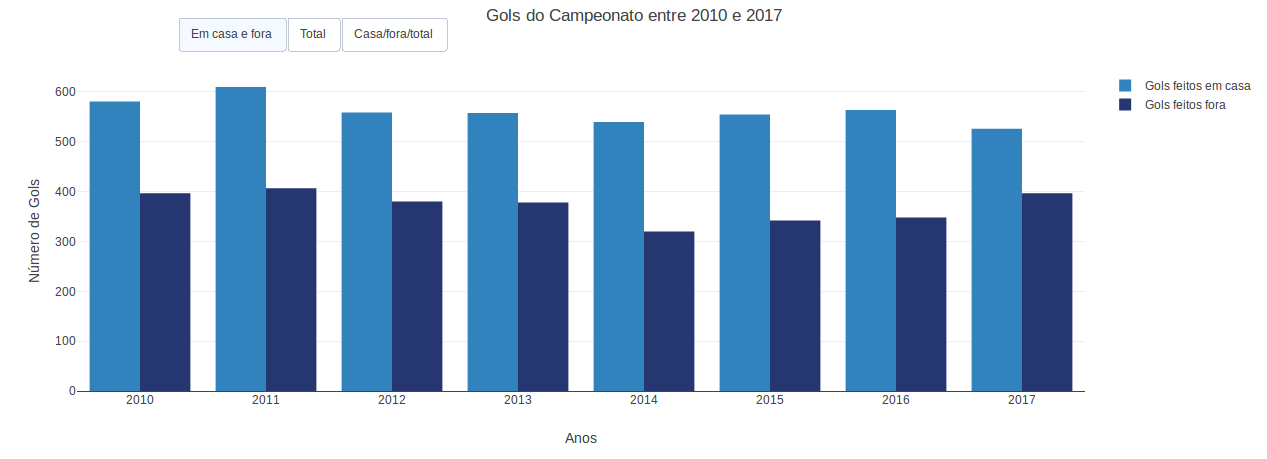 Gols do Campeonato entre 2010 e 2017
Em casa e fora
Total
Casa/fora/total
Gols feitos em casa
Gols feitos fora
Número de Gols
600
500
400
300
200
100
0
2010 2011 2012 2013 2014 2015 2016 2017
Anos